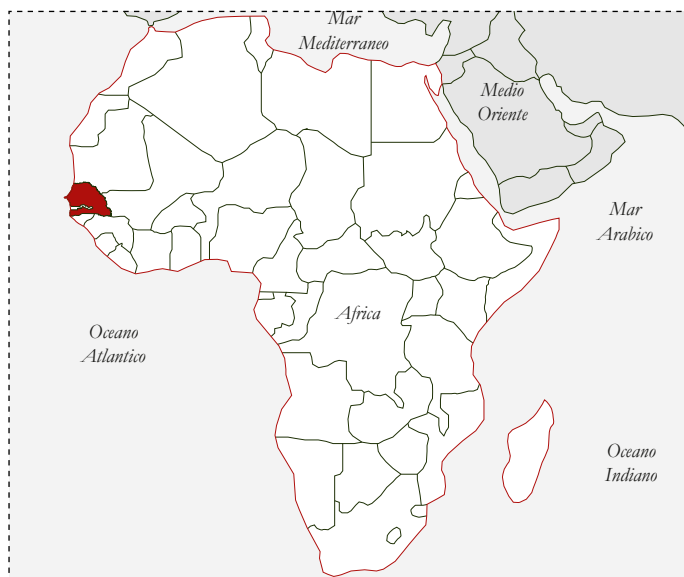 Mar
Mediterraneo
Medio
Oriente
Mar
Arabico
Africa
Oceano
Atlantico
Oceano
Indiano